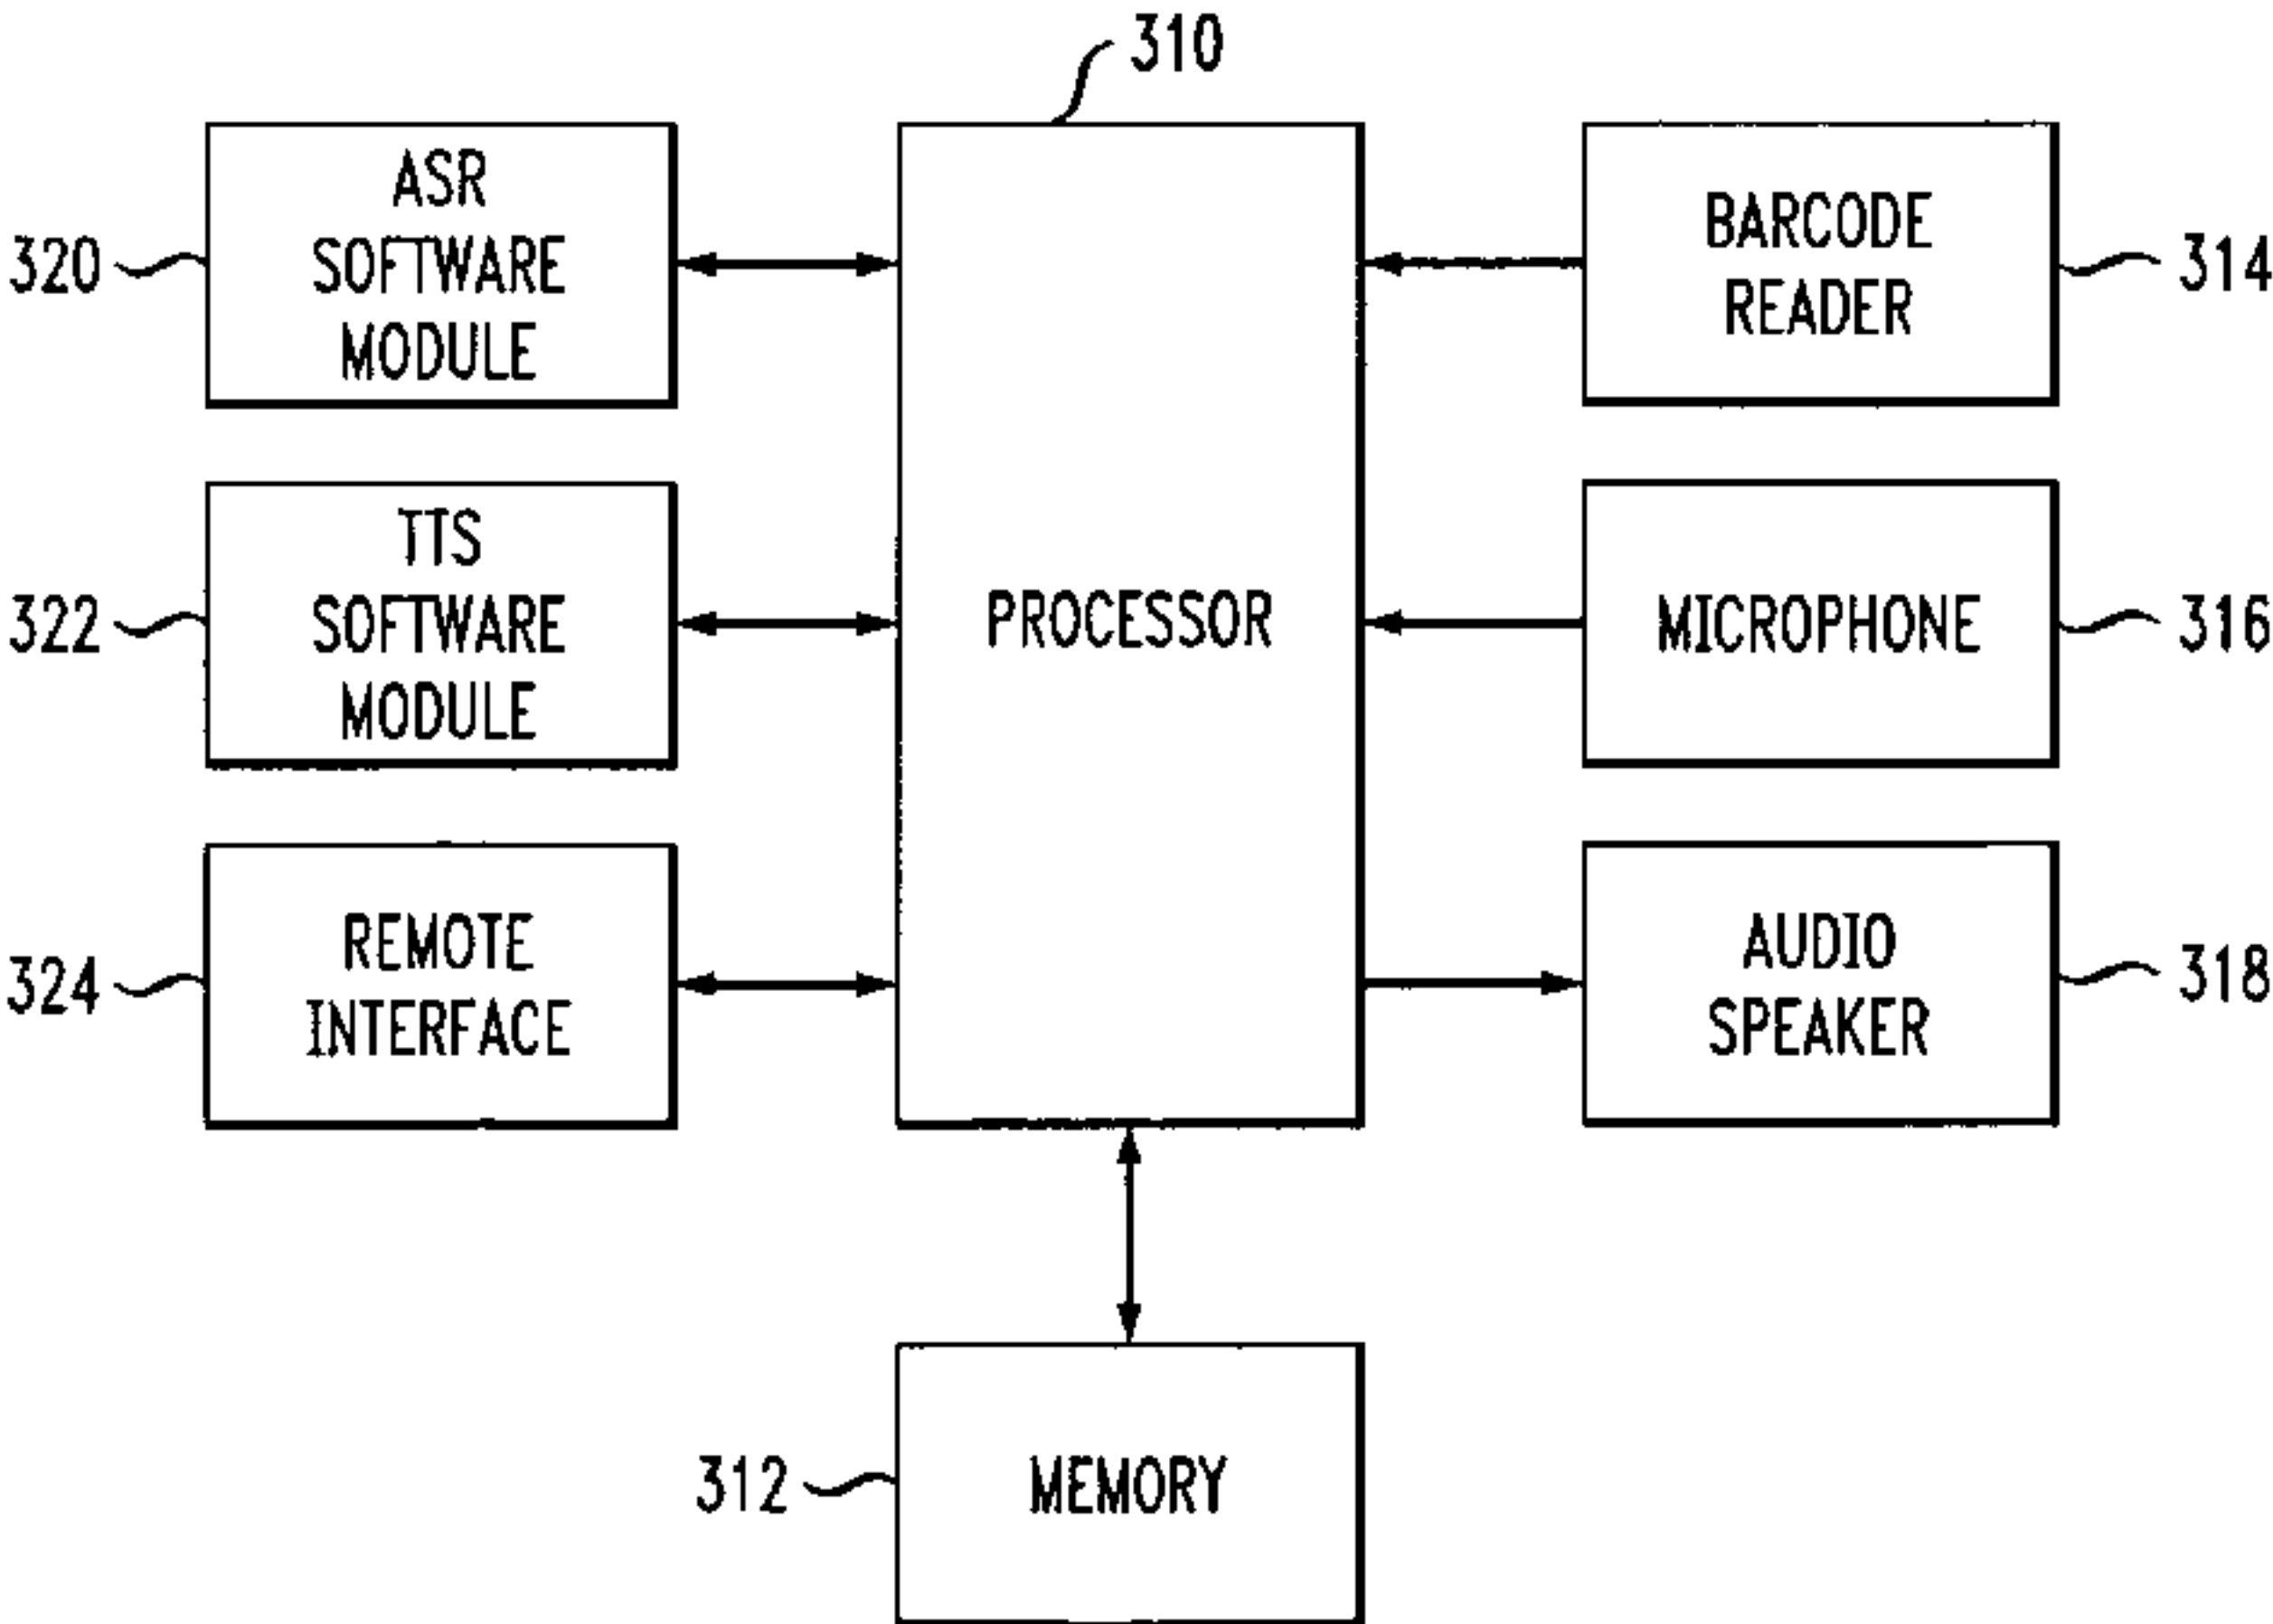 310
ASR
SOFTWARE
MODULE
320
BARCODE
READER
314
TTS
SOFTWARE
MODULE
322
PROCESSOR
MICROPHONE
316
REMOTE
INTERFACE
324
AUDIO
SPEAKER
318
312
MEMORY